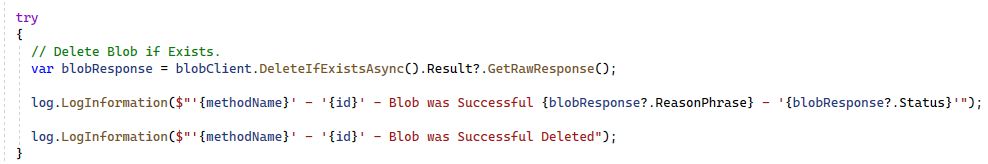 try
{
// Delete Blob if Exists.
var blobResponse = blobClient.DeleteIfExistsAsync().Result?.GetRawResponse();
log.LogInformation($"'{methodName}' - '{id}' - Blob was Successful {blobResponse?.ReasonPhrase} - '{blobResponse?.Status}'");
log.LogInformation($"'{methodName}' - '{id}' - Blob was Successful Deleted");
}